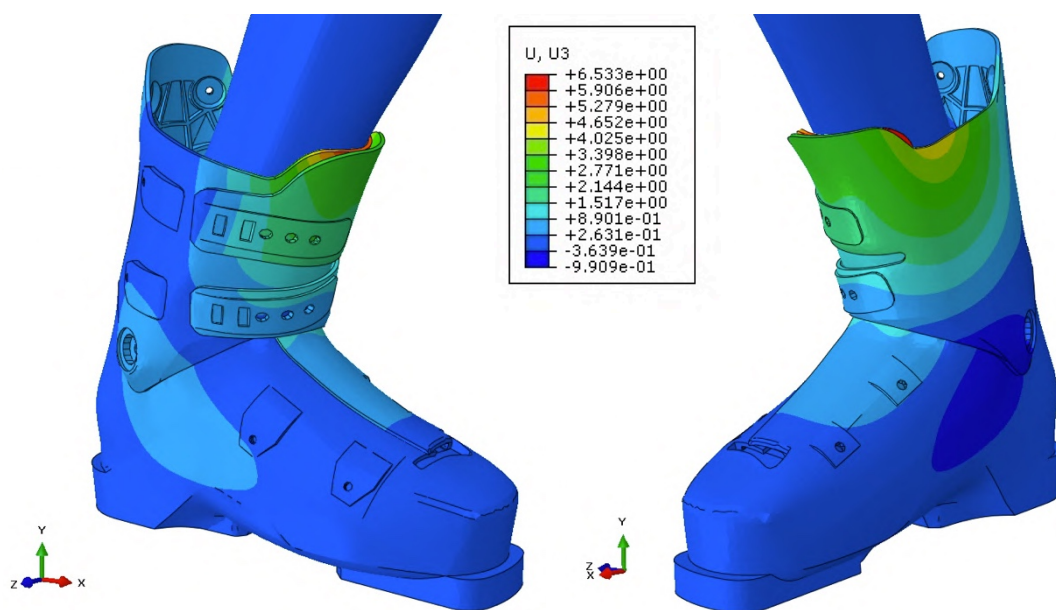 U, U3
+6.533e+00
+5.906e+00
+5.279e+00
+4.652e+00
+4.025e+00
+3.398e+00
+2.771e+00
+2.144e+00
+1.517e+00
+8.901e-01
+2.631e-01
-3.639e-01
-9.909e-01
Y
Z
X
Y
Z
X